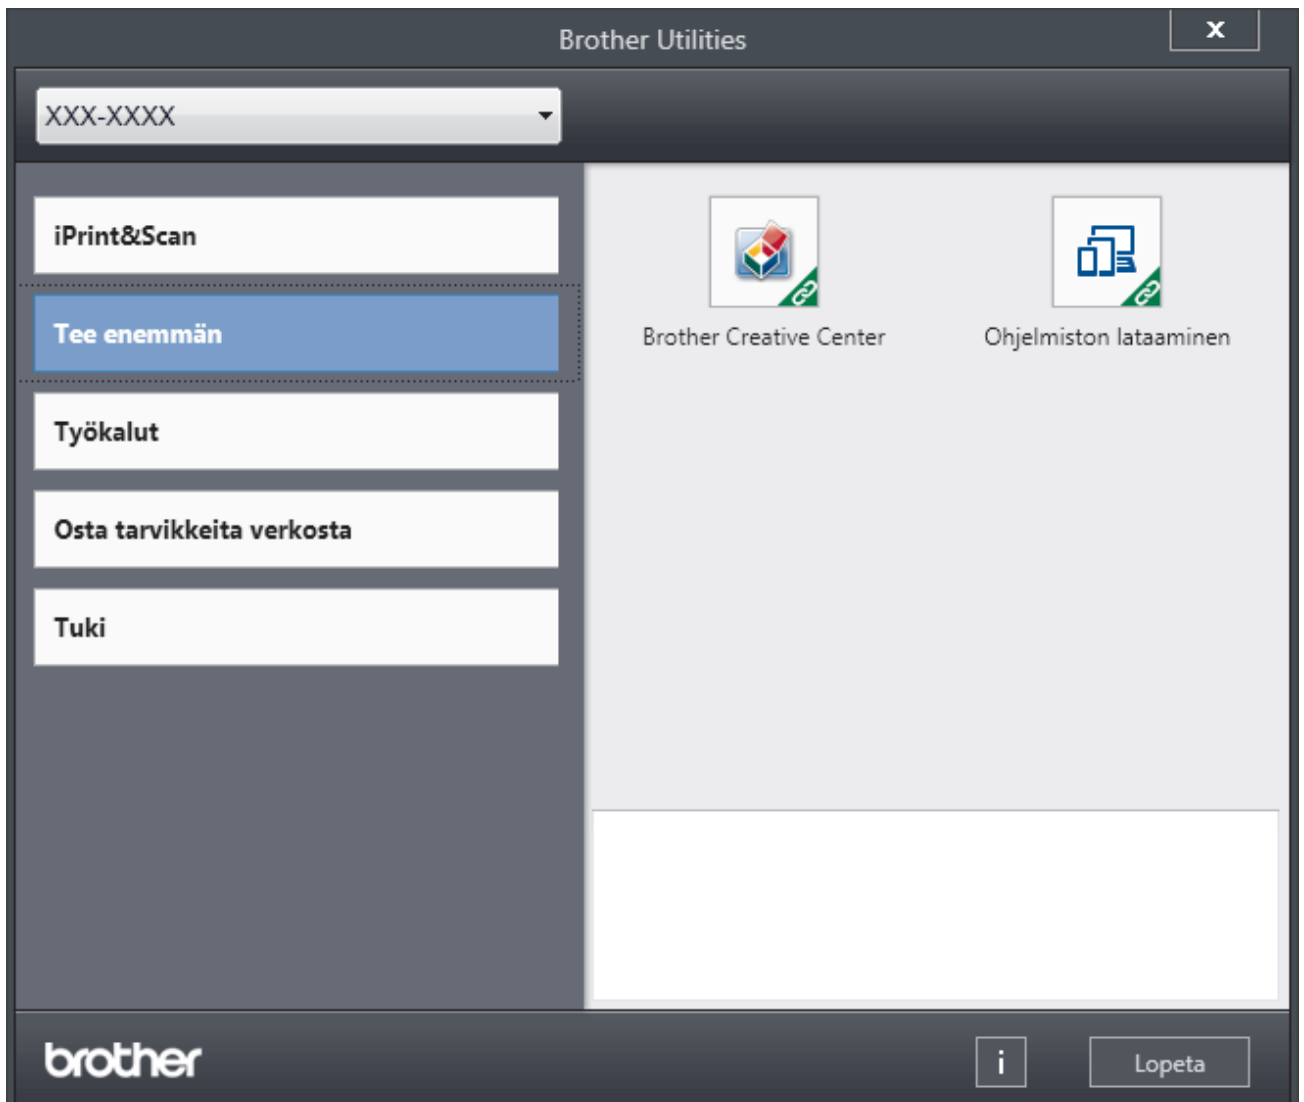 Brother Utilities
X
XXX-XXXX
iPrint&Scan
Tee enemmän
Työkalut
Osta tarvikkeita verkosta
Tuki
Brother Creative Center
Ohjelmiston lataaminen
brother
i
Lopeta